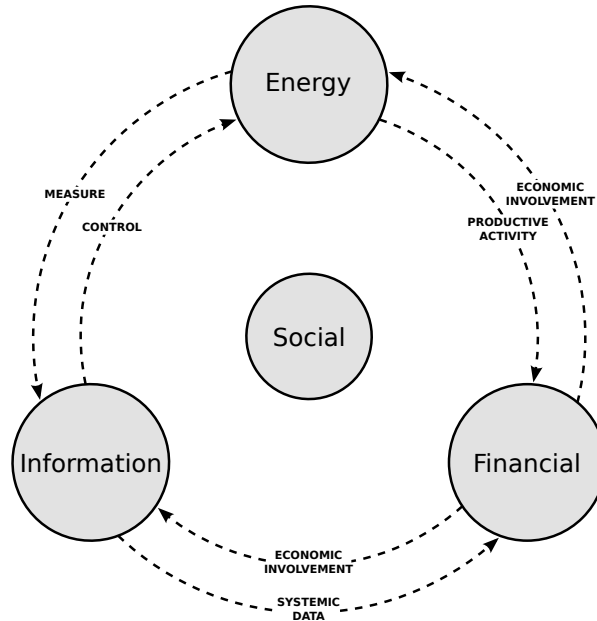 Energy
MEASURE
CONTROL
ECONOMIC
INVOLVEMENT
PRODUCTIVE
ACTIVITY
Social
Information
Financial
ECONOMIC
INVOLVEMENT
SYSTEMIC
DATA